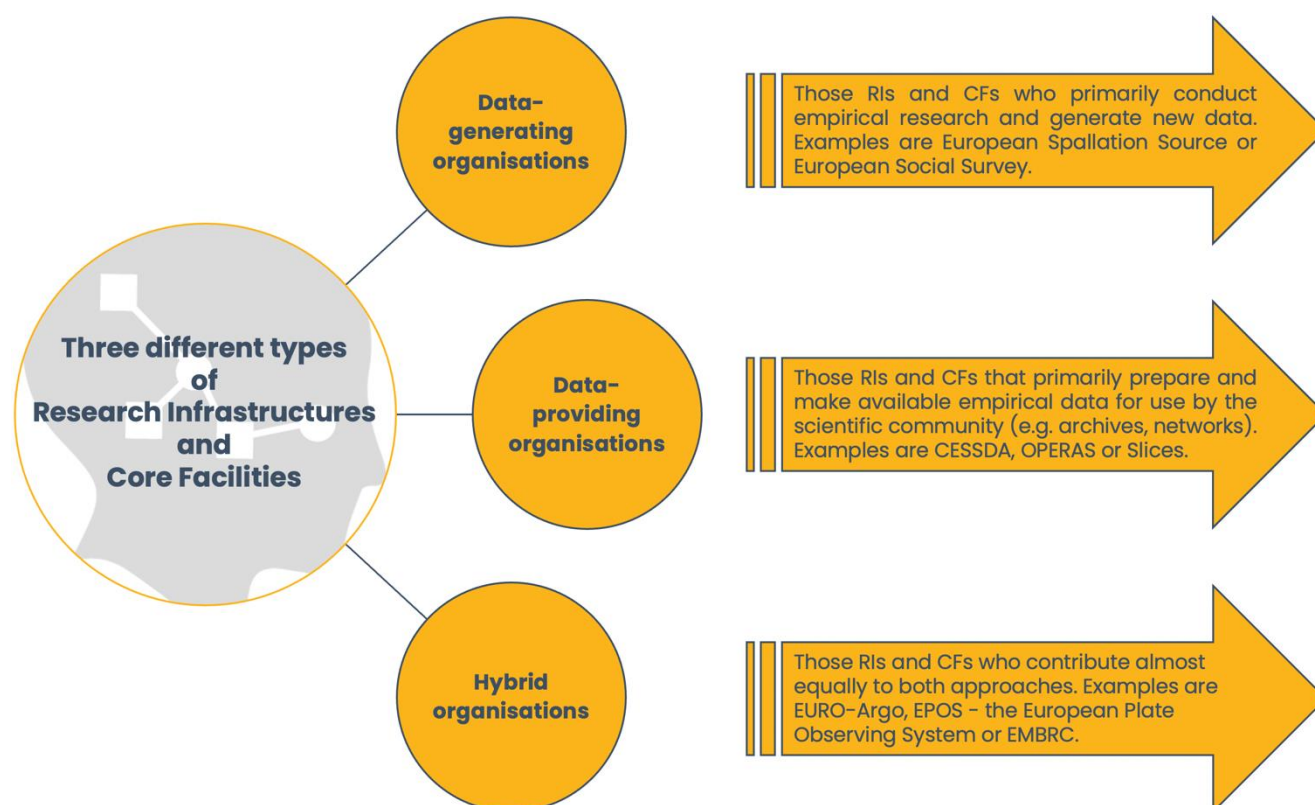 Three different types
of
Research Infrastructures
and
Core Facilities
Data-
generating
organisations
Those RIs and CFs who primarily conduct
empirical research and generate new data.
Examples are European Spallation Source or
European Social Survey.
Data-
providing
organisations
Those RIs and CFs that primarily prepare and
make available empirical data for use by the
scientific community (e.g. archives, networks).
Examples are CESSDA, OPERAS or Slices.
Hybrid
organisations
Those RIs and CFs who contribute almost
equally to both approaches. Examples are
EURO-Argo, EPOS - the European Plate
Observing System or EMBRC.